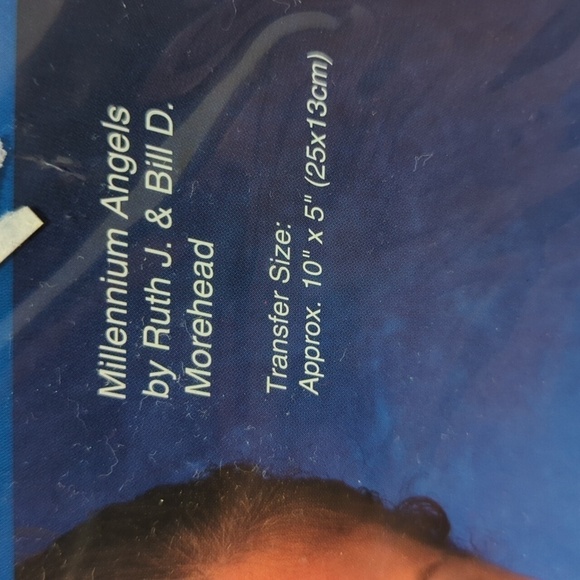 Millennium Angels
by Ruth J. & Bill D.
Morehead
Transfer Size:
Approx. 10" x 5" (25x13cm)